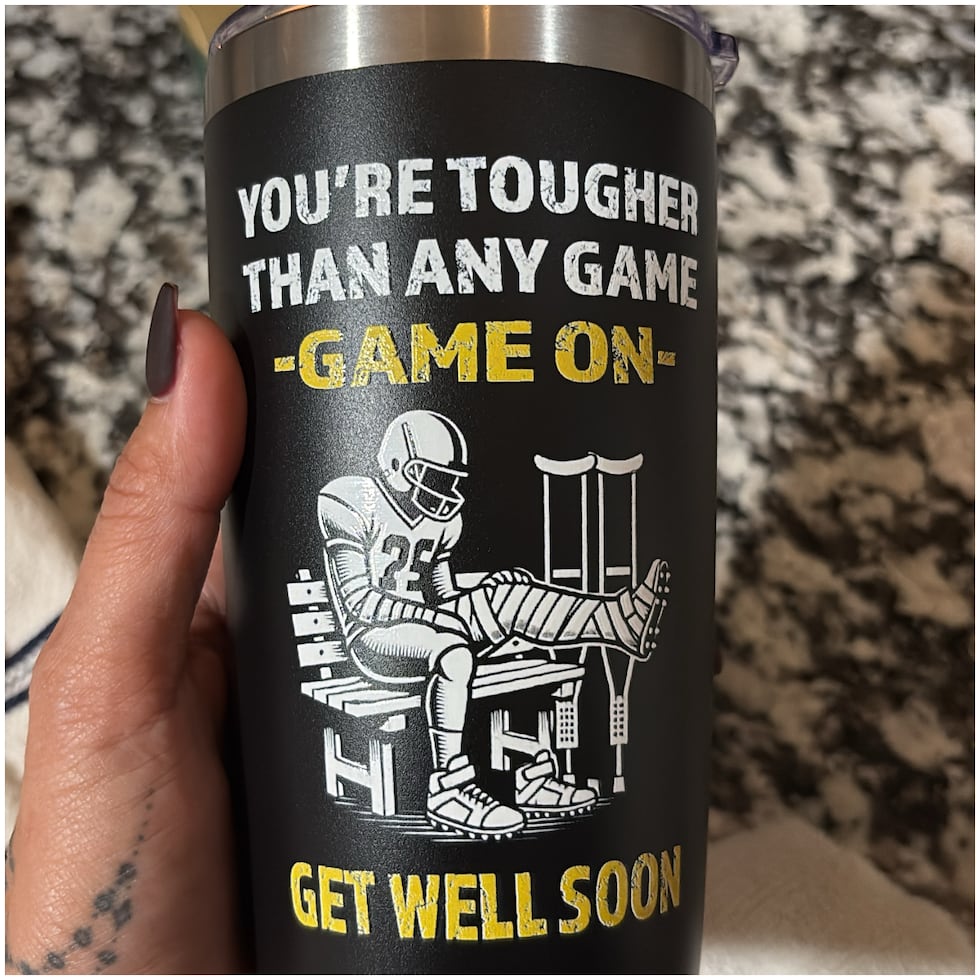 YOU'RE TOUGHER
THAN ANY GAME
-GAME ON-
GET WELL SOON